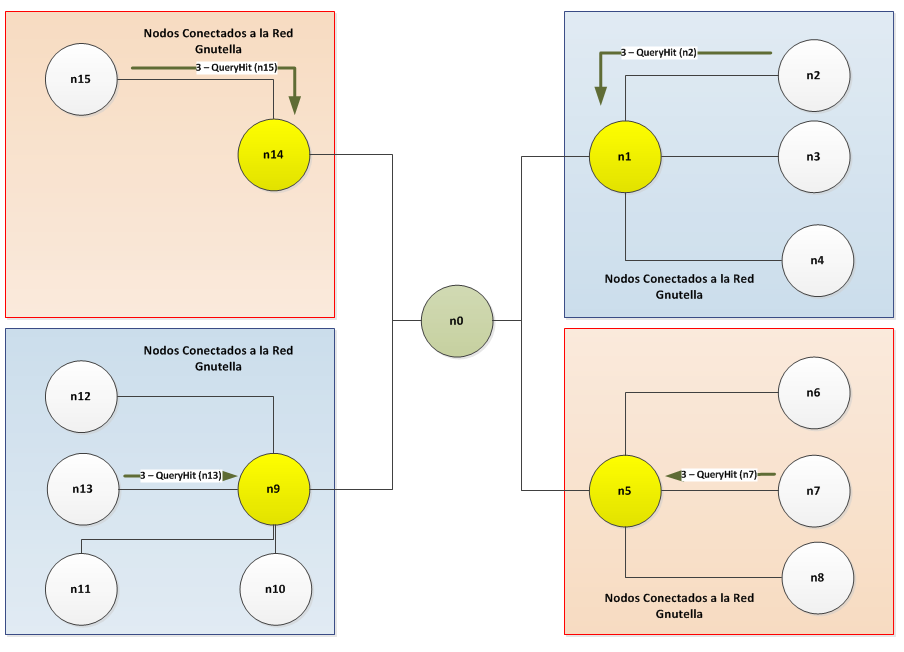 Nodos Conectados a la Red
Gnutella
n15
3 – QueryHit (n15)
n14
3 – QueryHit (n2)
n2
n1
n3
n4
Nodos Conectados a la Red
Gnutella
n0
Nodos Conectados a la Red
Gnutella
n12
n13
3 – QueryHit (n13)
n9
n11
n10
n6
n5
3 – QueryHit (n7)
n7
n8
Nodos Conectados a la Red
Gnutella